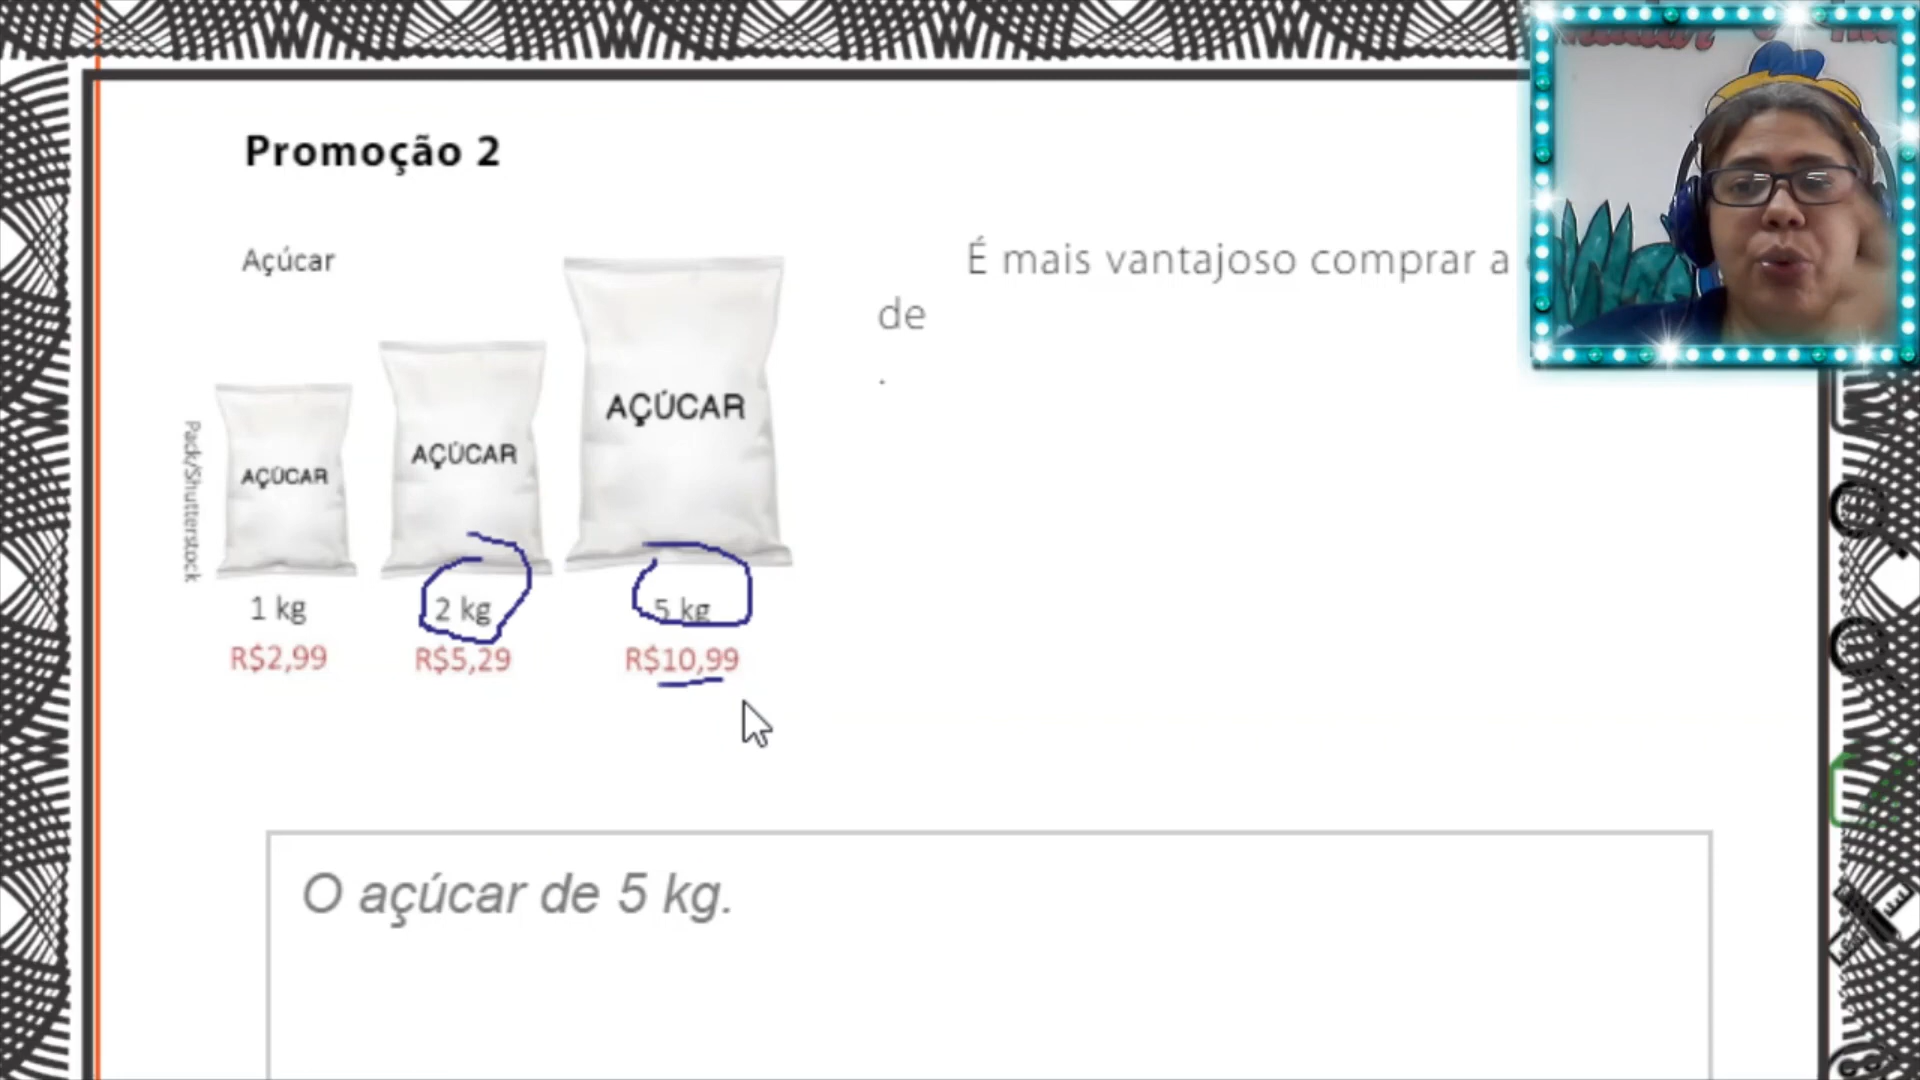 Promoção 2
Açúcar
É mais vantajoso comprar a
de
.
AÇÚCAR
AÇÚCAR
AÇÚCAR
Pack/Shutterstock
1 kg
2 kg
5 kg
R$2,99
R$5,29
R$10,99
O açúcar de 5 kg.